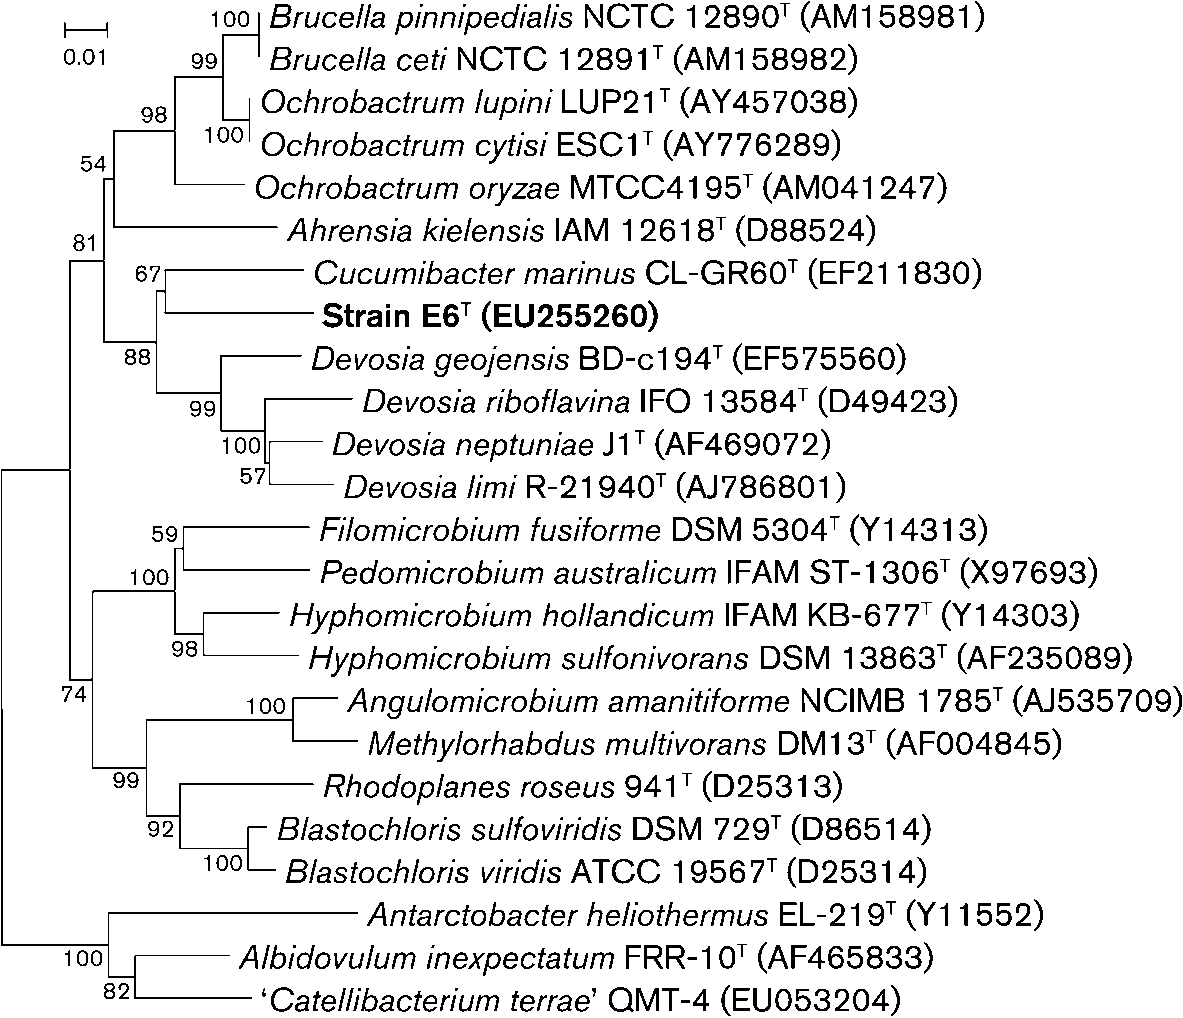 100 Brucella pinnipedialis NCTC 12890ᵀ (AM158981)
0.01
99 Brucella ceti NCTC 12891ᵀ (AM158982)
98 Ochrobactrum lupini LUP21ᵀ (AY457038)
100 Ochrobactrum cytisi ESC1ᵀ (AY776289)
54
Ochrobactrum oryzae MTCC4195ᵀ (AM041247)
81 Ahrensia kielensis IAM 12618ᵀ (D88524)
67 Cucumibacter marinus CL-GR60ᵀ (EF211830)
Strain E6ᵀ (EU255260)
88 Devosia geojensis BD-c194ᵀ (EF575560)
99 Devosia riboflavina IFO 13584ᵀ (D49423)
100 Devosia neptuniae J1ᵀ (AF469072)
57 Devosia limi R-21940ᵀ (AJ786801)
59 Filomicrobium fusiforme DSM 5304ᵀ (Y14313)
100 Pedomicrobium australicum IFAM ST-1306ᵀ (X97693)
Hyphomicrobium hollandicum IFAM KB-677ᵀ (Y14303)
98 Hyphomicrobium sulfonivorans DSM 13863ᵀ (AF235089)
74
100 Angulomicrobium amanitiforme NCIMB 1785ᵀ (AJ535709)
Methylorhabdus multivorans DM13ᵀ (AF004845)
99 Rhodoplanes roseus 941ᵀ (D25313)
92 Blastochloris sulfoviridis DSM 729ᵀ (D86514)
100 Blastochloris viridis ATCC 19567ᵀ (D25314)
Antarctobacter heliothermus EL-219ᵀ (Y11552)
100 Albidovulum inexpectatum FRR-10ᵀ (AF465833)
82 ‘Catellibacterium terrae’ QMT-4 (EU053204)